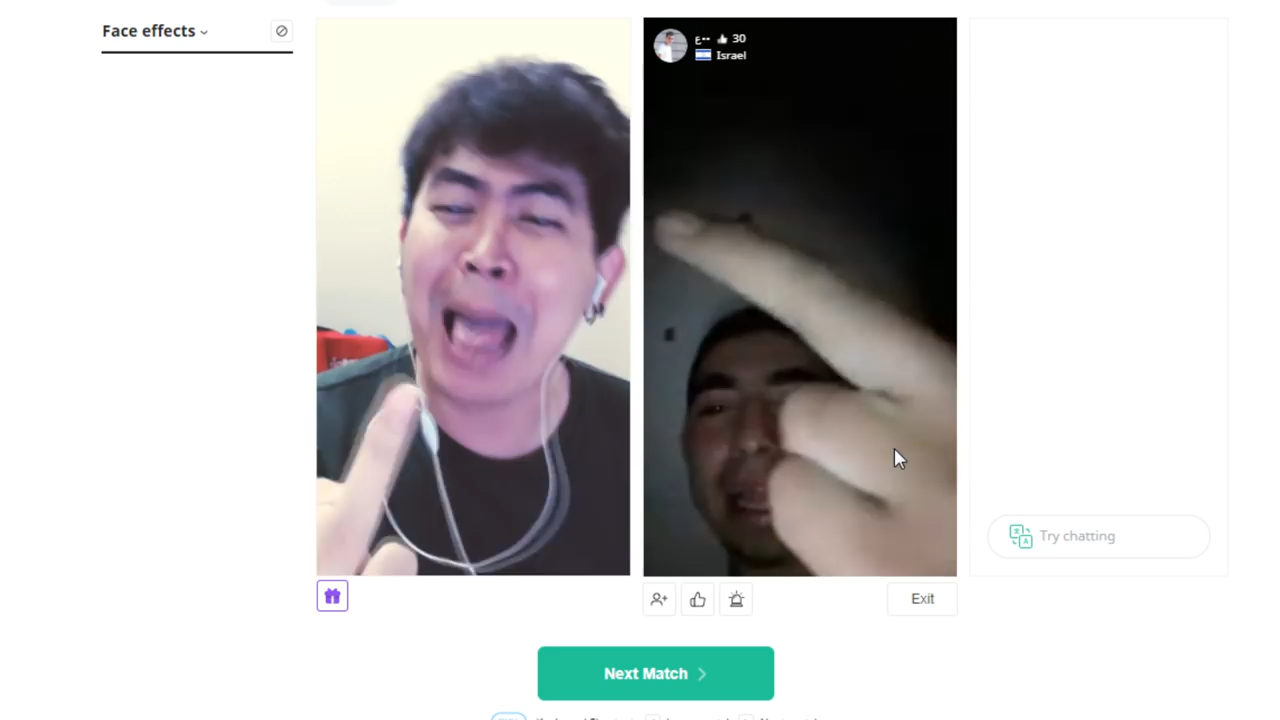 Face effects
ع•• 30
Israel
Try chatting
Exit
Next Match